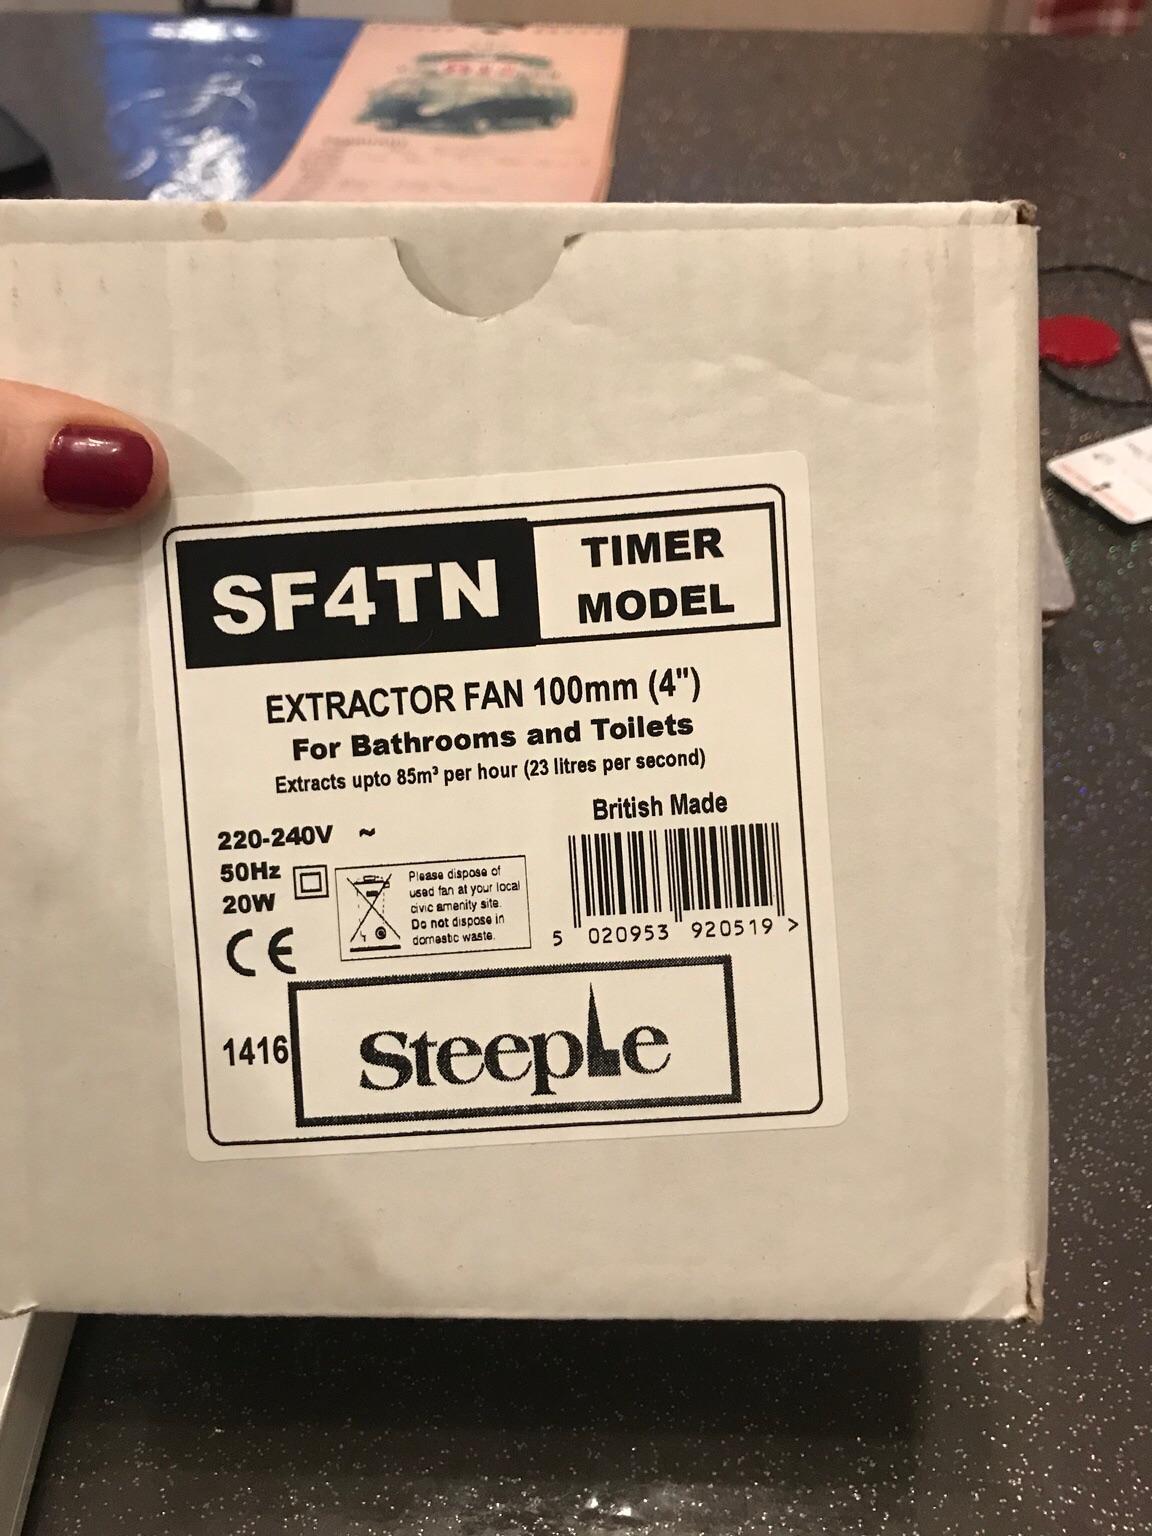 SF4TN
TIMER
MODEL
EXTRACTOR FAN 100mm (4")
For Bathrooms and Toilets
Extracts upto 85m³ per hour (23 litres per second)
British Made
220-240V ~
50Hz
20W
CE
Please dispose of
used fan at your local
civic amenity site.
Do not dispose in
domestic waste.
5 020953 920519 >
1416
Steeple